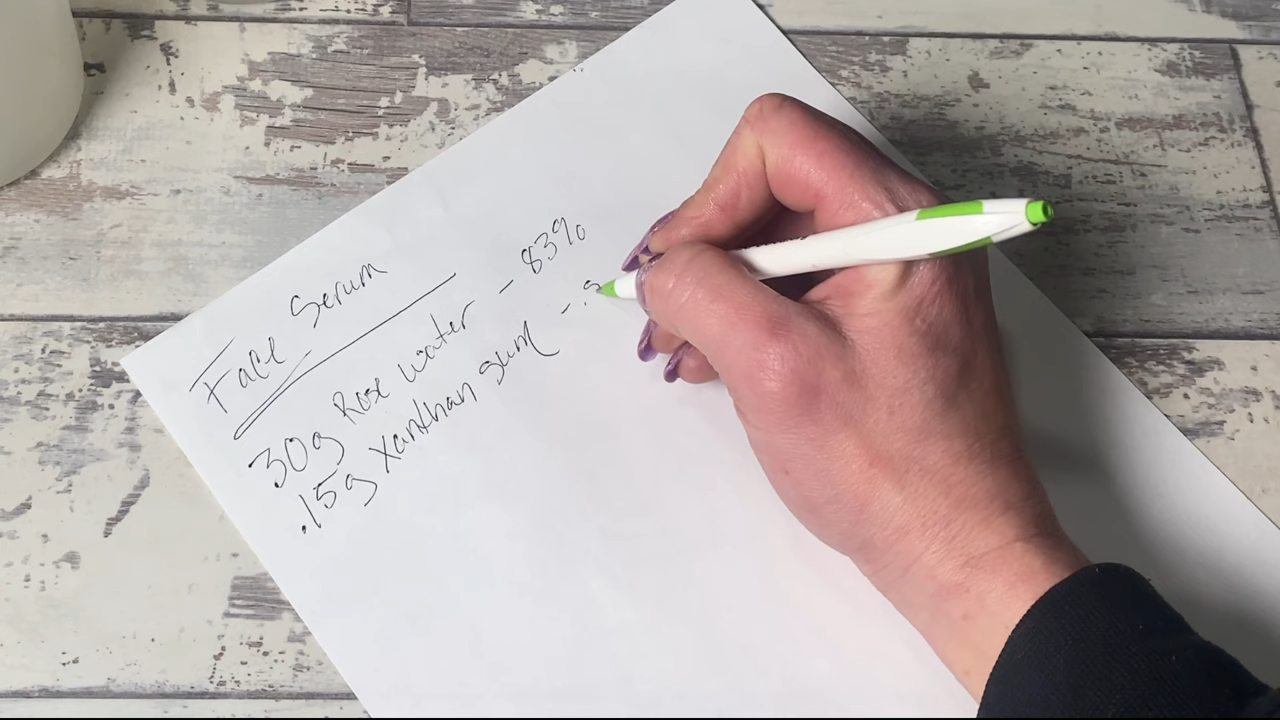 Face Serum
30g Rose water - 83%
.15g Xanthan gum - .